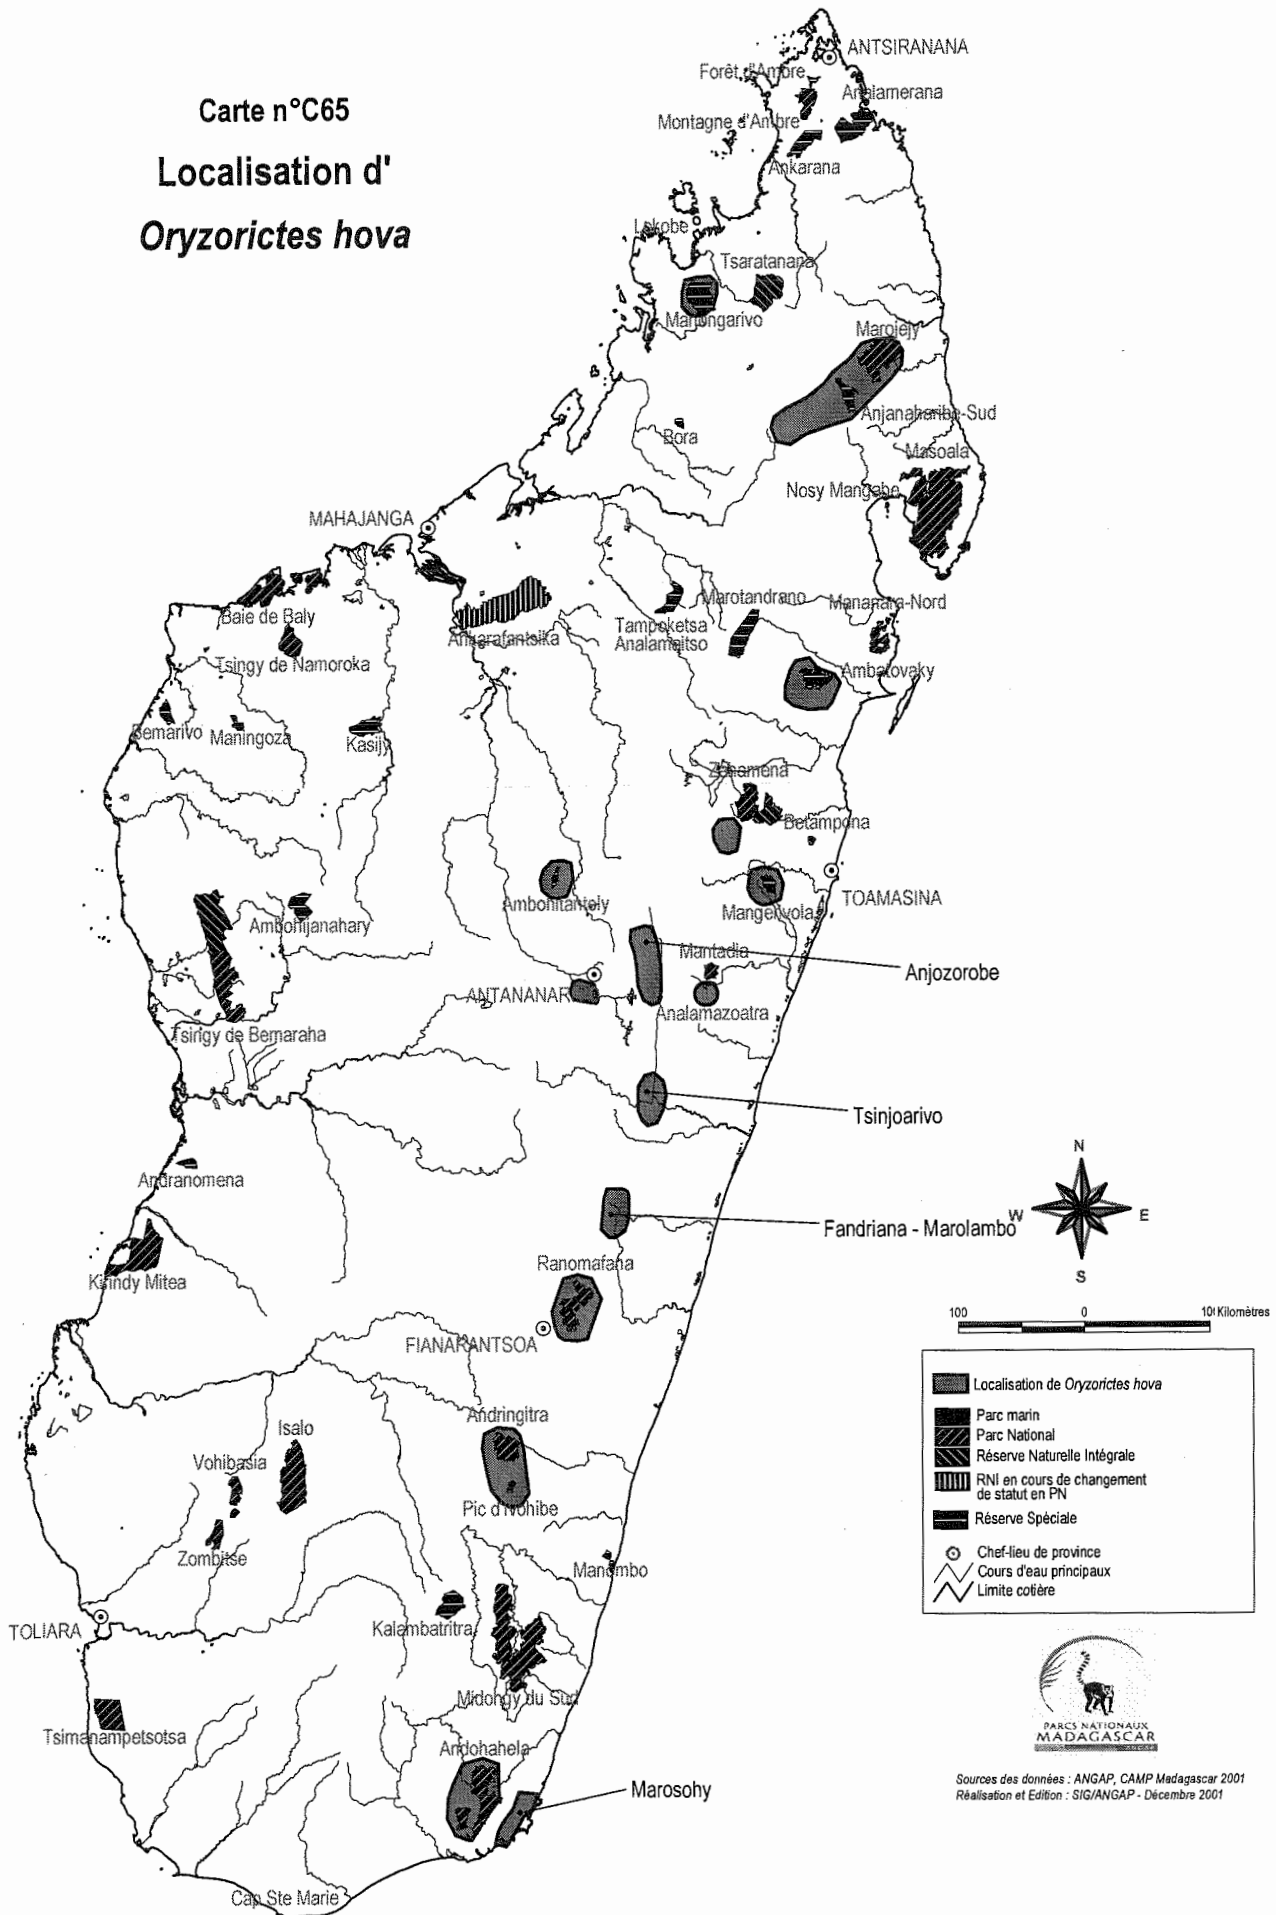 Carte n°C65
Localisation d'
Oryzorictes hova
ANTSIRANANA
Forêt d'Ambre
Analamerana
Montagne d'Ambre
Ankarana
Lokobe
Tsaratanana
Manongarivo
Marojejy
Anjanaharibe-Sud
Bora
Masoala
Nosy Mangabe
MAHAJANGA
Baie de Baly
Ankarafantsika
Tampoketsa
Analamaitso
Marotandrano
Mananara-Nord
Tsingy de Namoroka
Ambatovaky
Bemarivo
Maningoza
Kasijy
Zahamena
Betampona
TOAMASINA
Ambohitantely
Mangerivola
Ambohijanahary
Mantadia
Anjozorobe
ANTANANAR
Analamazoatra
Tsingy de Bemaraha
Tsinjoarivo
Andranomena
Fandriana - Marolambo
N
W
E
S
Kirindy Mitea
Ranomafana
FIANARANTSOA
100
0
10
Kilomètres
Localisation de Oryzorictes hova
Parc marin
Parc National
Réserve Naturelle Intégrale
RNI en cours de changement
de statut en PN
Réserve Spéciale
Chef-lieu de province
Cours d'eau principaux
Limite cotière
Andringitra
Isalo
Vohibasia
Pic d'Ivohibe
Zombitse
Manombo
TOLIARA
Kalambatritra
Midongy du Sud
Tsimanampetsotsa
Andohahela
Marosohy
Cap Ste Marie
PARCS NATIONAUX
MADAGASCAR
Sources des données : ANGAP, CAMP Madagascar 2001
Réalisation et Edition : SIG/ANGAP - Décembre 2001